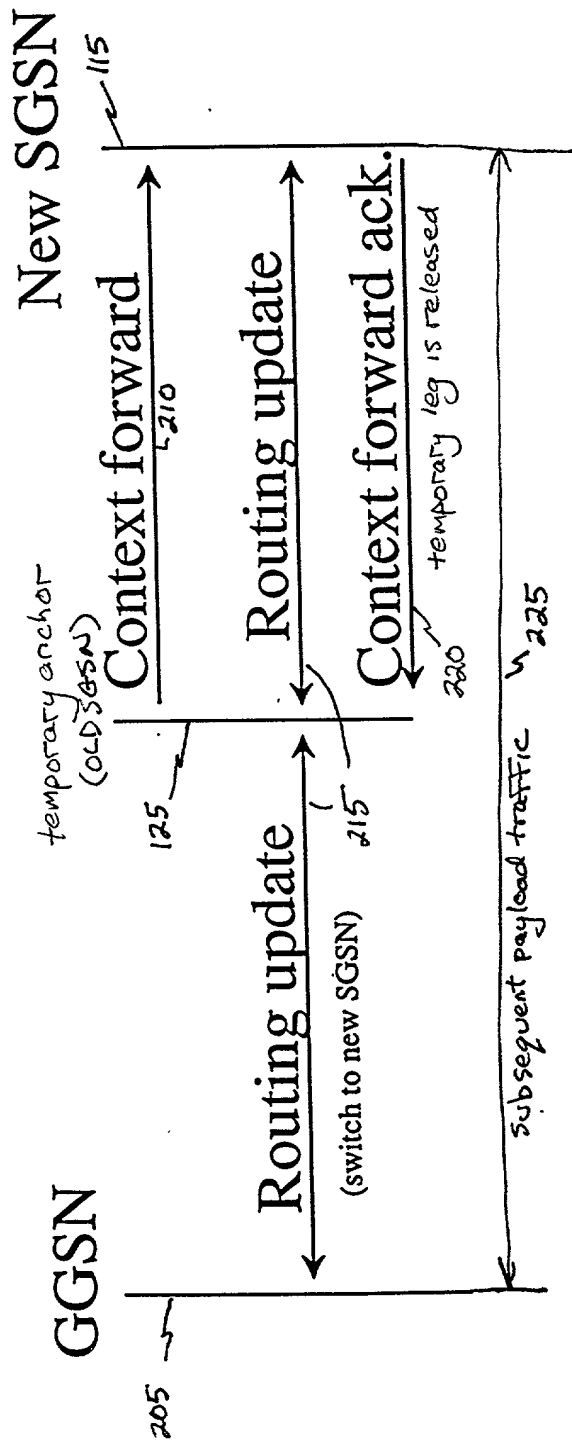 GGSN
temporary anchor
(OLD SGSN)
New SGSN
205
125
115
Context forward
210
Routing update
(switch to new SGSN)
215
Routing update
Context forward ack.
220
temporary leg is released
subsequent payload traffic
225